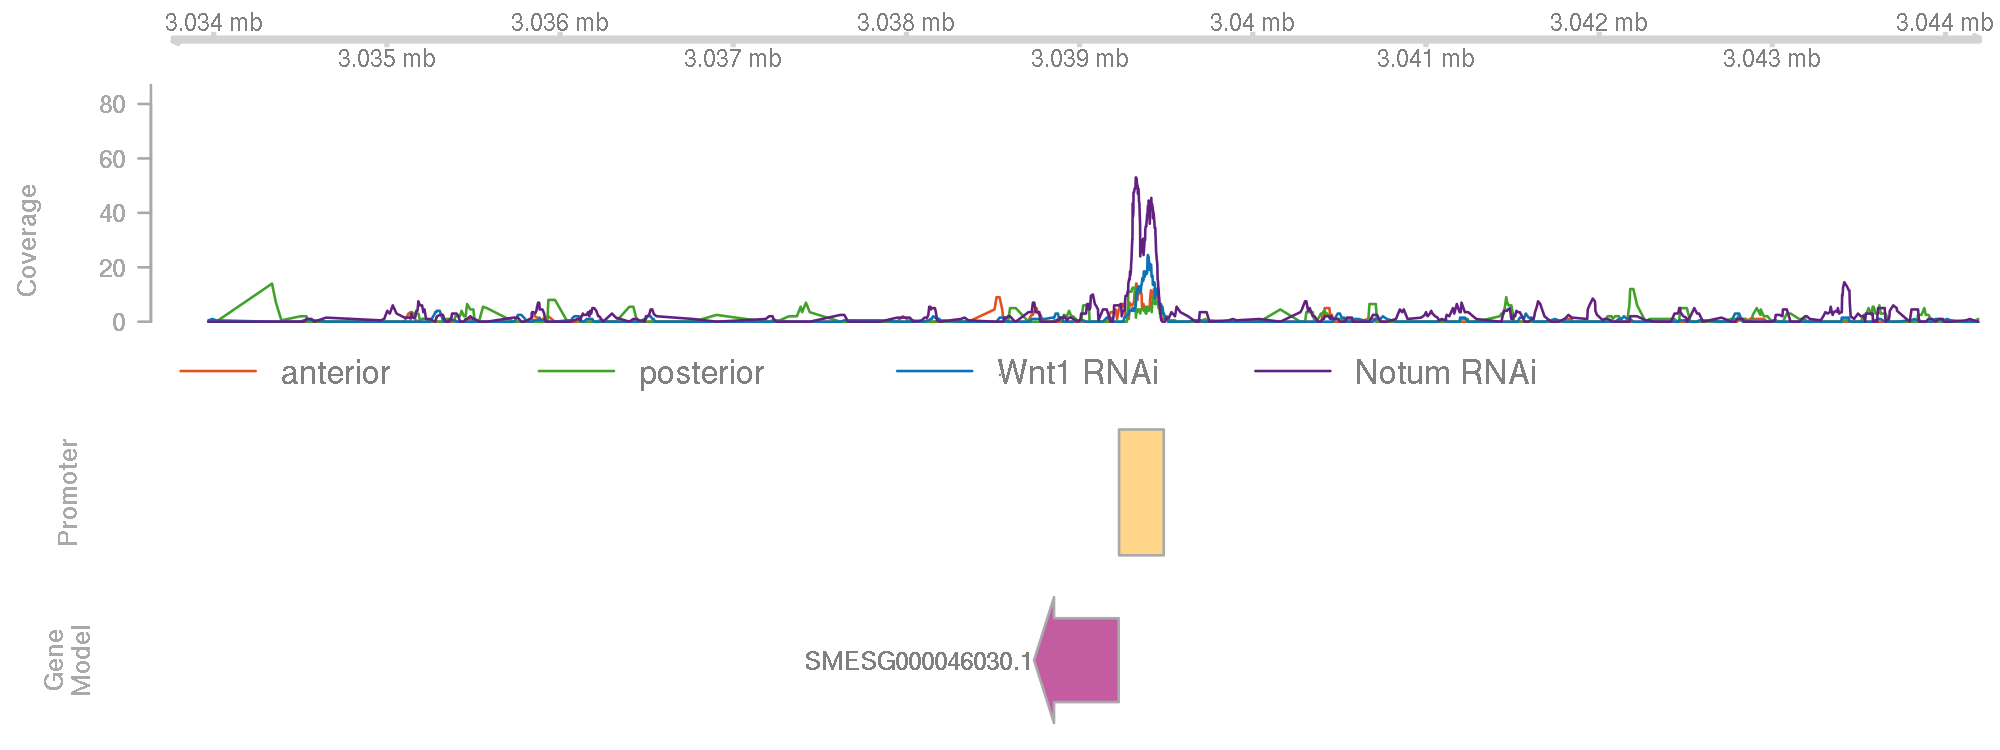 3.034 mb 3.036 mb 3.038 mb 3.04 mb 3.042 mb 3.044 mb
3.035 mb 3.037 mb 3.039 mb 3.041 mb 3.043 mb
Coverage
80
60
40
20
0
anterior posterior Wnt1 RNAi Notum RNAi
Promoter
Gene
Model
SMESG000046030.1